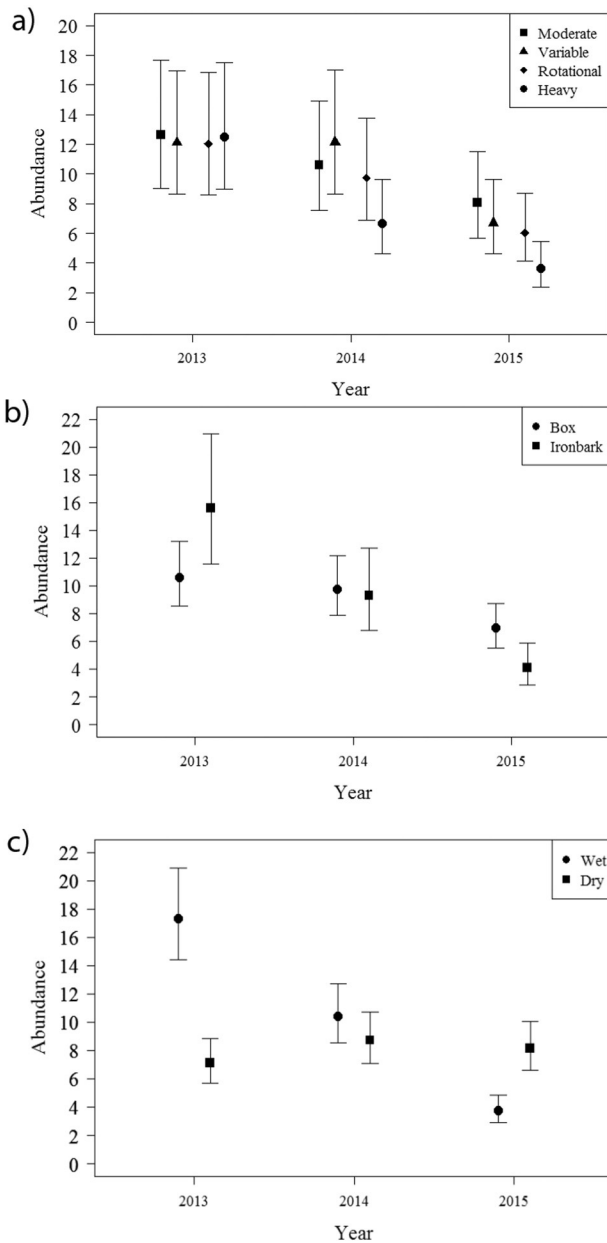 a)
Moderate
Variable
Rotational
Heavy
Abundance
20
18
16
14
12
10
8
6
4
2
0
2013 2014 2015
Year
b)
Box
Ironbark
Abundance
22
20
18
16
14
12
10
8
6
4
2
0
2013 2014 2015
Year
c)
Wet
Dry
Abundance
22
20
18
16
14
12
10
8
6
4
2
0
2013 2014 2015
Year